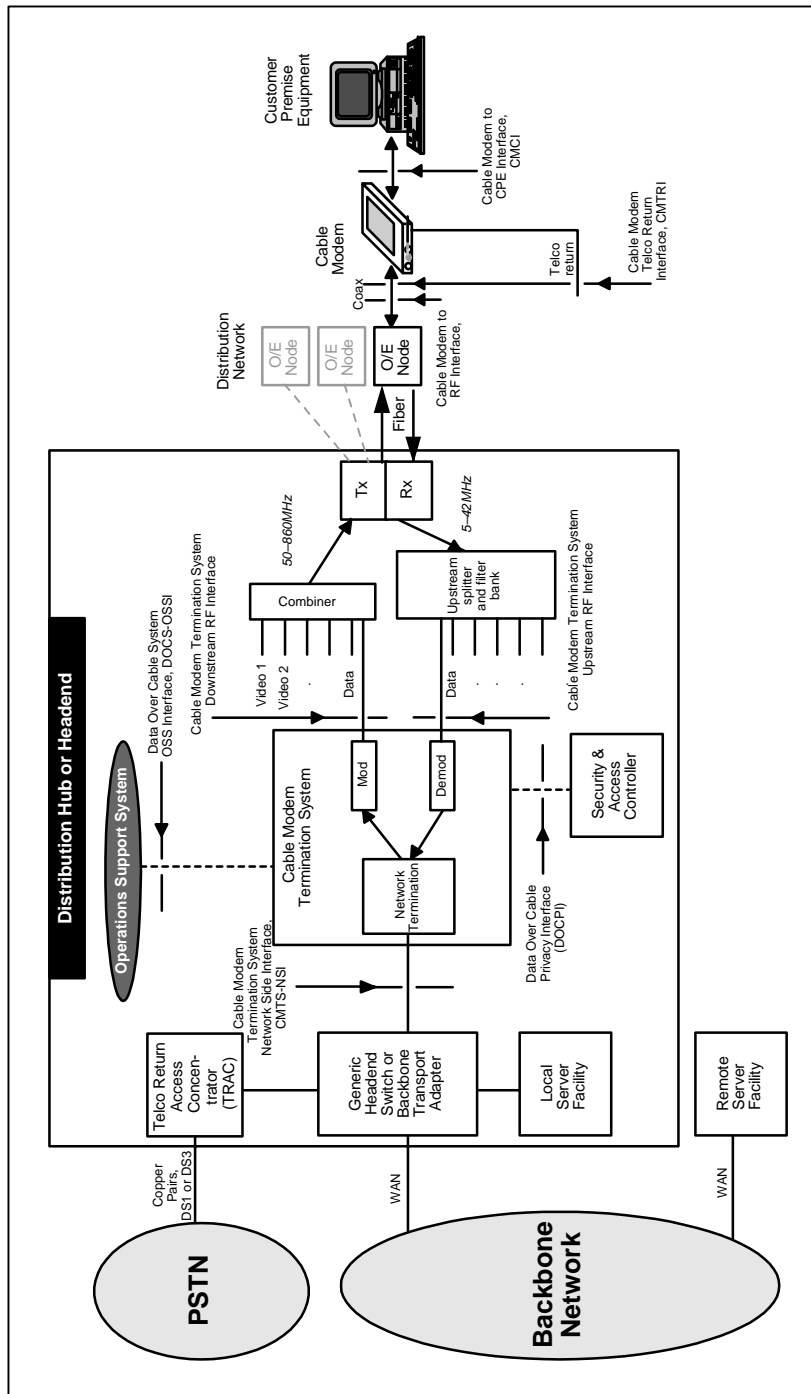 Distribution Hub or Headend
Operations Support System
Data Over Cable System
OSS Interface, DOCS-OSSI
PSTN
Copper
Pairs,
DS1 or DS3
Telco Return
Access
Concen-
trator
(TRAC)
Cable Modem
Termination System
Network Side Interface,
CMTS-NSI
Cable Modem
Termination System
Mod
Network
Termination
Demod
Cable Modem Termination System
Downstream RF Interface
Video 1
Video 2
.
.
Data
Combiner
50–860MHz
Tx
Rx
5–42MHz
Data
.
.
.
.
Upstream
splitter
and filter
bank
Cable Modem Termination System
Upstream RF Interface
Distribution
Network
O/E
Node
O/E
Node
O/E
Node
Fiber
Coax
Cable Modem to
RF Interface,
Cable
Modem
Customer
Premise
Equipment
Cable Modem to
CPE Interface,
CMCI
Telco
return
Cable Modem
Telco Return
Interface, CMTRI
Backbone
Network
WAN
Generic
Headend
Switch or
Backbone
Transport
Adapter
Local
Server
Facility
Data Over Cable
Privacy Interface
(DOCPI)
Security &
Access
Controller
WAN
Remote
Server
Facility